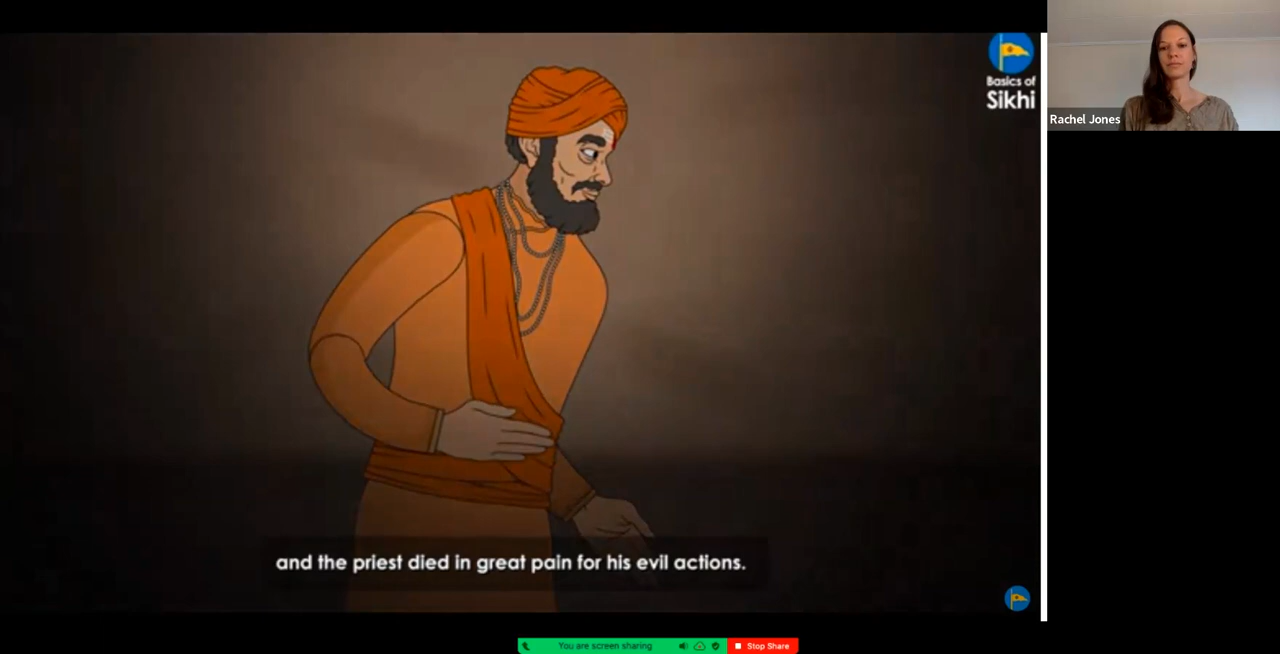 Basics of
Sikhi
Rachel Jones
and the priest died in great pain for his evil actions.
You are screen sharing
Stop Share